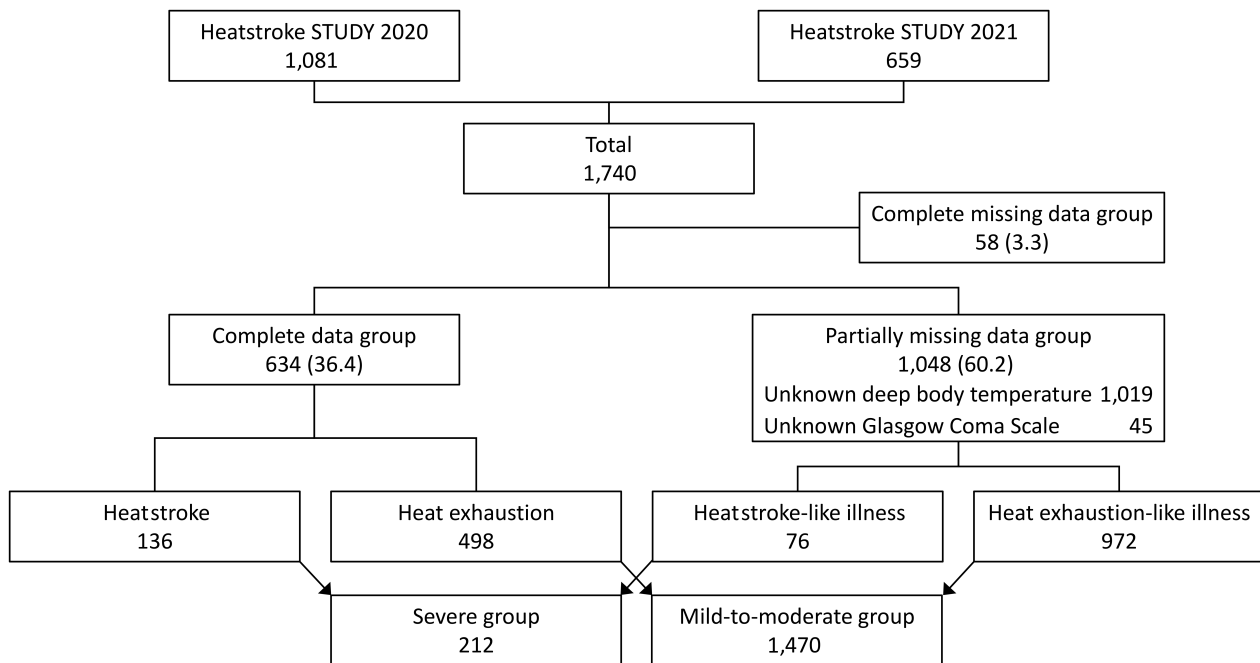 Heatstroke STUDY 2020
1,081
Heatstroke STUDY 2021
659
Total
1,740
Complete missing data group
58 (3.3)
Complete data group
634 (36.4)
Partially missing data group
1,048 (60.2)
Unknown deep body temperature 1,019
Unknown Glasgow Coma Scale 45
Heatstroke
136
Heat exhaustion
498
Heatstroke-like illness
76
Heat exhaustion-like illness
972
Severe group
212
Mild-to-moderate group
1,470